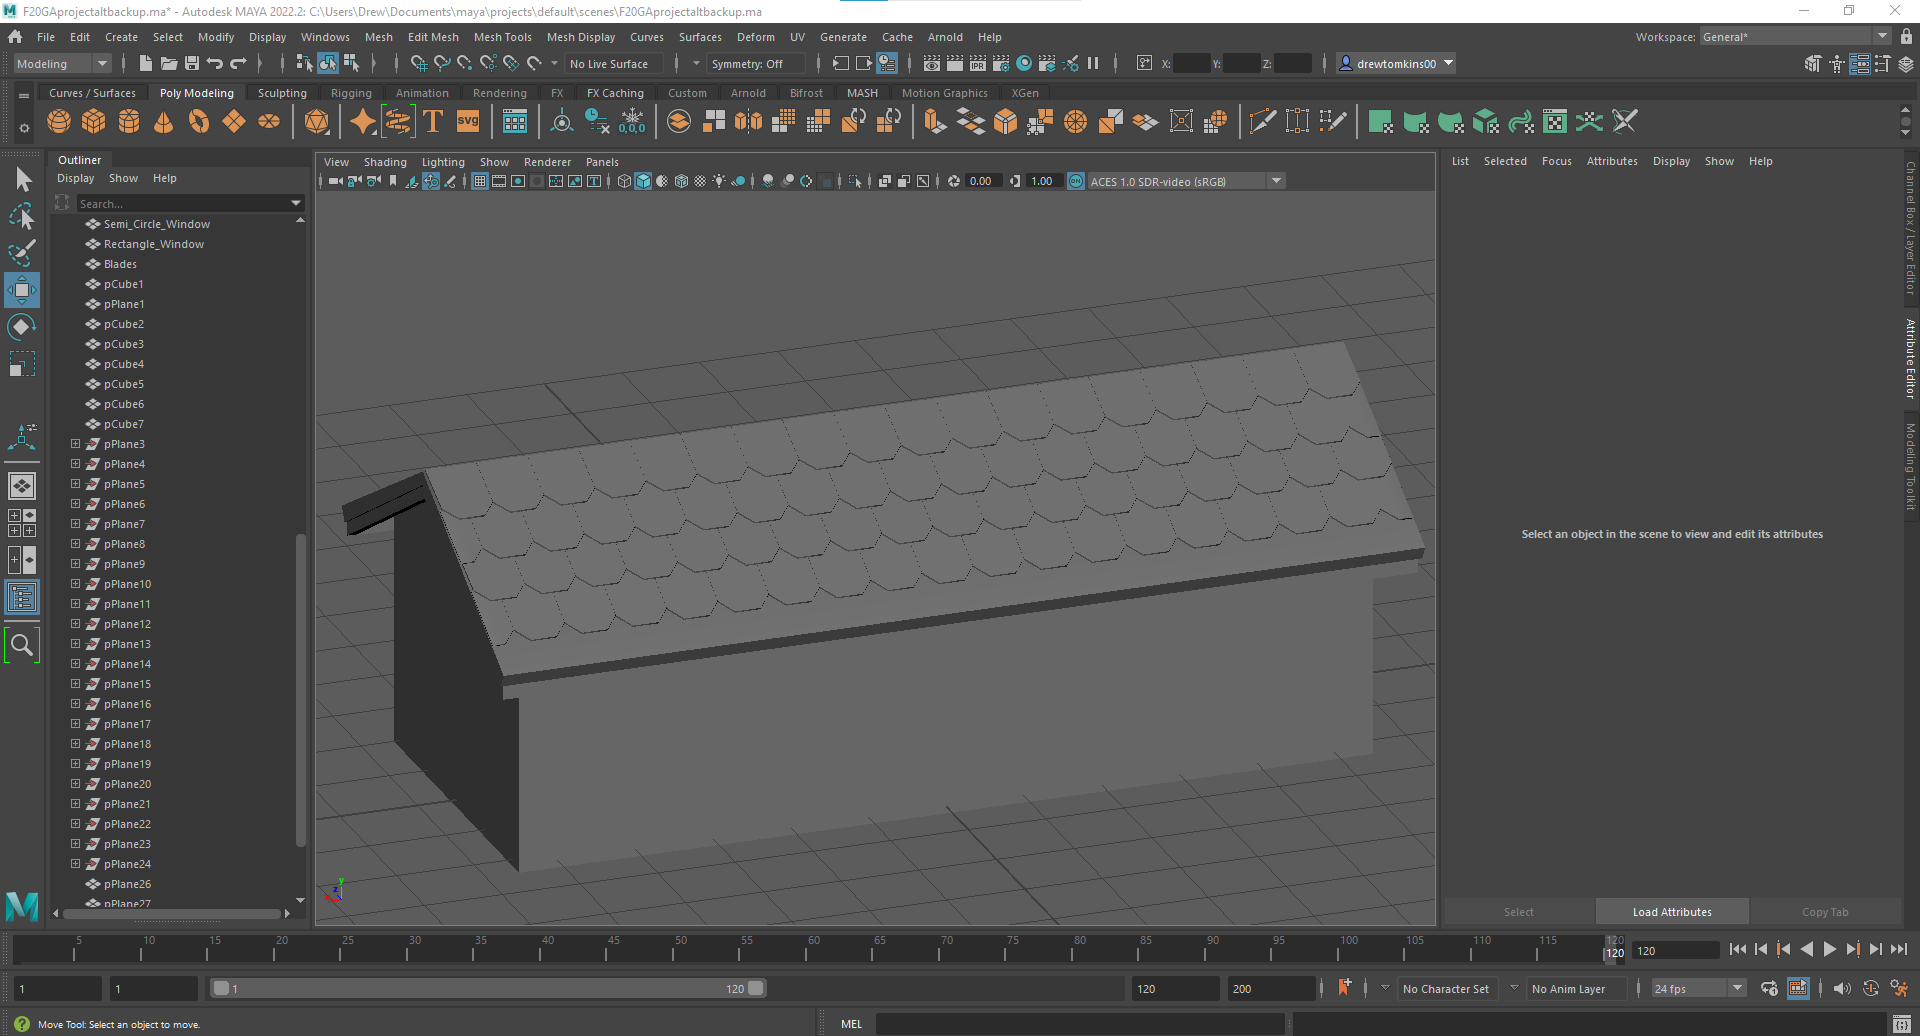 F20GAprojectaltbackup.ma* - Autodesk MAYA 2022.2: C:\Users\Drew\Documents\maya\projects\default\scenes\F20GAprojectaltbackup.ma
File Edit Create Select Modify Display Windows Mesh Edit Mesh Mesh Tools Mesh Display Curves Surfaces Deform UV Generate Cache Arnold Help Workspace: General*
Modeling No Live Surface Symmetry: Off IPR X: Y: Z: drewtomkins00
Curves / Surfaces Poly Modeling Sculpting Rigging Animation Rendering FX FX Caching Custom Arnold Bifrost MASH Motion Graphics XGen
T SVG 0,0,0
Outliner
Display Show Help
Search...
Semi_Circle_Window
Rectangle_Window
Blades
pCube1
pPlane1
pCube2
pCube3
pCube4
pCube5
pCube6
pCube7
pPlane3
pPlane4
pPlane5
pPlane6
pPlane7
pPlane8
pPlane9
pPlane10
pPlane11
pPlane12
pPlane13
pPlane14
pPlane15
pPlane16
pPlane17
pPlane18
pPlane19
pPlane20
pPlane21
pPlane22
pPlane23
pPlane24
pPlane26
pPlane27
View Shading Lighting Show Renderer Panels
0.00 1.00 ON ACES 1.0 SDR-video (sRGB)
y
z
List Selected Focus Attributes Display Show Help
Select an object in the scene to view and edit its attributes
Select Load Attributes Copy Tab
Channel Box / Layer Editor
Attribute Editor
Modeling Toolkit
5 10 15 20 25 30 35 40 45 50 55 60 65 70 75 80 85 90 95 100 105 110 115 120
120 120
1 1 1 120 120 200 No Character Set No Anim Layer 24 fps
Move Tool: Select an object to move. MEL